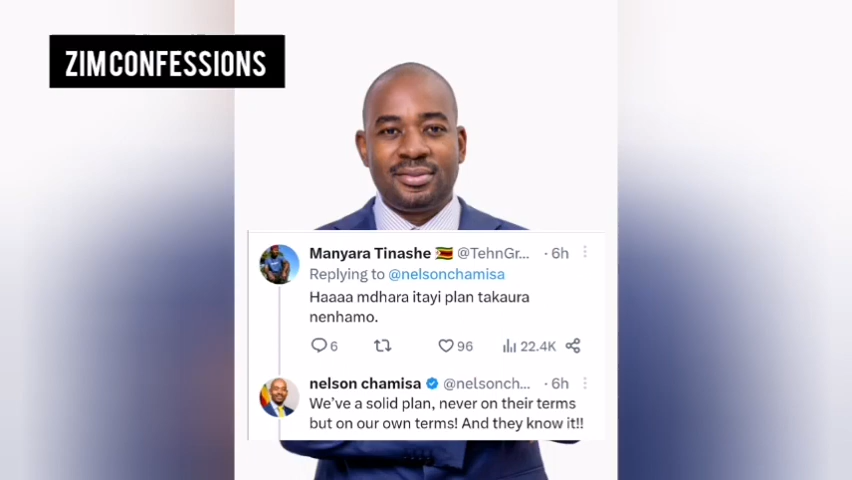 ZIM CONFESSIONS
Manyara Tinashe 🇿🇼 @TehnGr... · 6h
Replying to @nelsonchamisa
Haaaa mdhara itayi plan takaura
nenhamo.
6 96 22.4K
nelson chamisa @nelsonch... · 6h
We've a solid plan, never on their terms
but on our own terms! And they know it!!